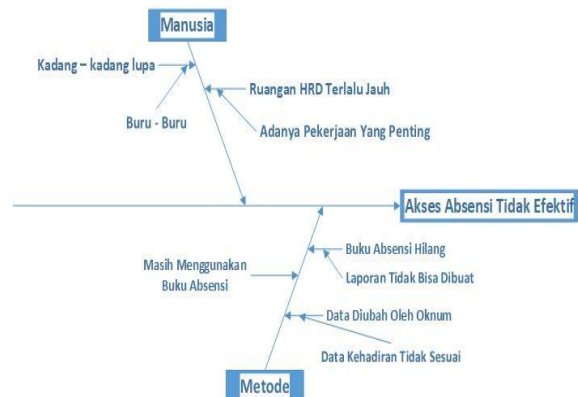 Manusia
Kadang – kadang lupa
Ruangan HRD Terlalu Jauh
Buru - Buru
Adanya Pekerjaan Yang Penting
Akses Absensi Tidak Efektif
Buku Absensi Hilang
Masih Menggunakan
Buku Absensi
Laporan Tidak Bisa Dibuat
Data Diubah Oleh Oknum
Data Kehadiran Tidak Sesuai
Metode